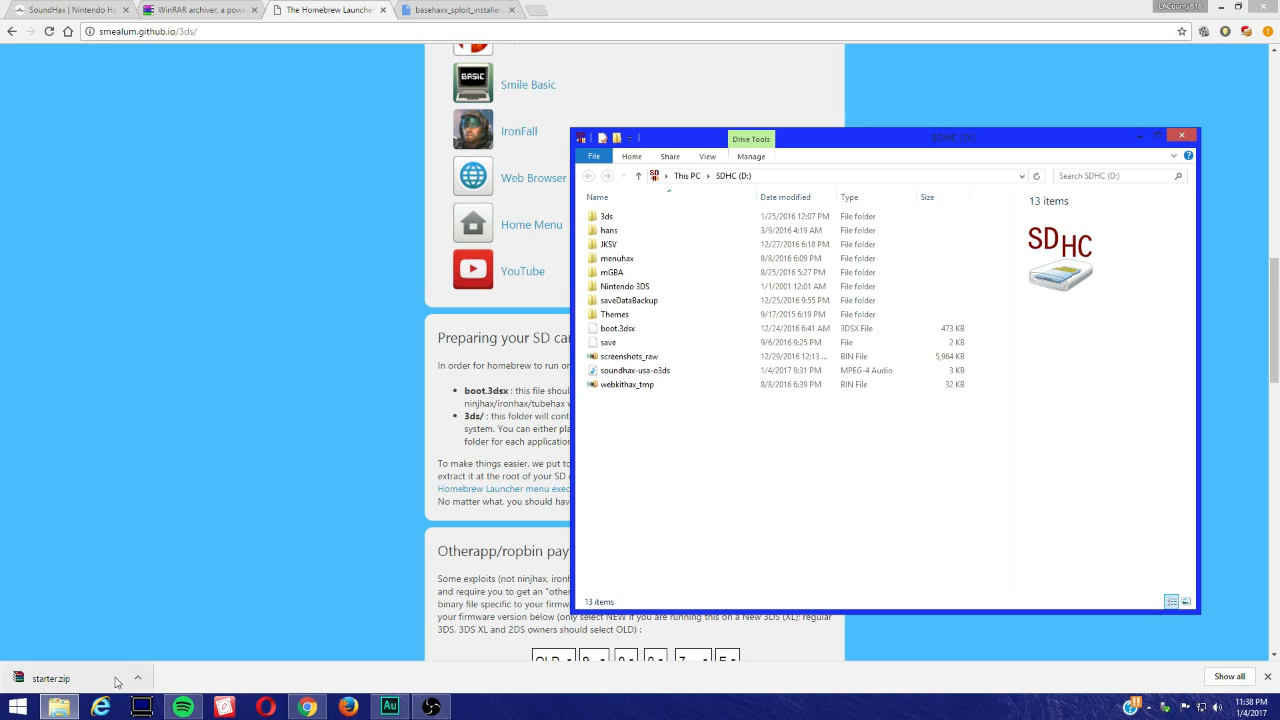 SoundHax | Nintendo Ha
WinRAR archiver, a pow
The Homebrew Launche
basehaxx_sploit_installer
LACounty818
smealum.github.io/3ds/
BASIC
Smile Basic
IronFall
Web Browser
Home Menu
YouTube
Preparing your SD ca
In order for homebrew to run or
boot.3dsx : this file shoul
ninjhax/ironhax/tubehax w
3ds/ : this folder will cont
system. You can either pla
folder for each application
To make things easier, we put to
extract it at the root of your SD
Homebrew Launcher menu exec
No matter what, you should hav
Otherapp/ropbin pay
Some exploits (not ninjhax, ironh
and require you to get an "other
binary file specific to your firmwa
your firmware version below (only select NEW if you are running this on a New 3DS (XL); regular
3DS, 3DS XL and 2DS owners should select OLD) :
OLD 9 0 0 7 E
Drive Tools
SDHC (D:)
File Home Share View Manage
This PC SDHC (D:)
Search SDHC (D:)
Name Date modified Type Size
3ds 1/25/2016 12:07 PM File folder
hans 3/9/2016 4:19 AM File folder
JKSV 12/27/2016 6:18 PM File folder
menuhax 8/8/2016 6:09 PM File folder
mGBA 8/25/2016 5:27 PM File folder
Nintendo 3DS 1/1/2001 12:01 AM File folder
saveDataBackup 12/25/2016 9:55 PM File folder
Themes 9/17/2015 6:19 PM File folder
boot.3dsx 12/24/2016 6:41 AM 3DSX File 473 KB
save 9/6/2016 9:25 PM File 2 KB
screenshots_raw 12/29/2016 12:13 ... BIN File 5,964 KB
soundhax-usa-o3ds 1/4/2017 9:31 PM MPEG-4 Audio 3 KB
webkithax_tmp 8/8/2016 6:39 PM BIN File 32 KB
13 items
SD HC
13 items
starter.zip
Show all
Au
11:38 PM
1/4/2017